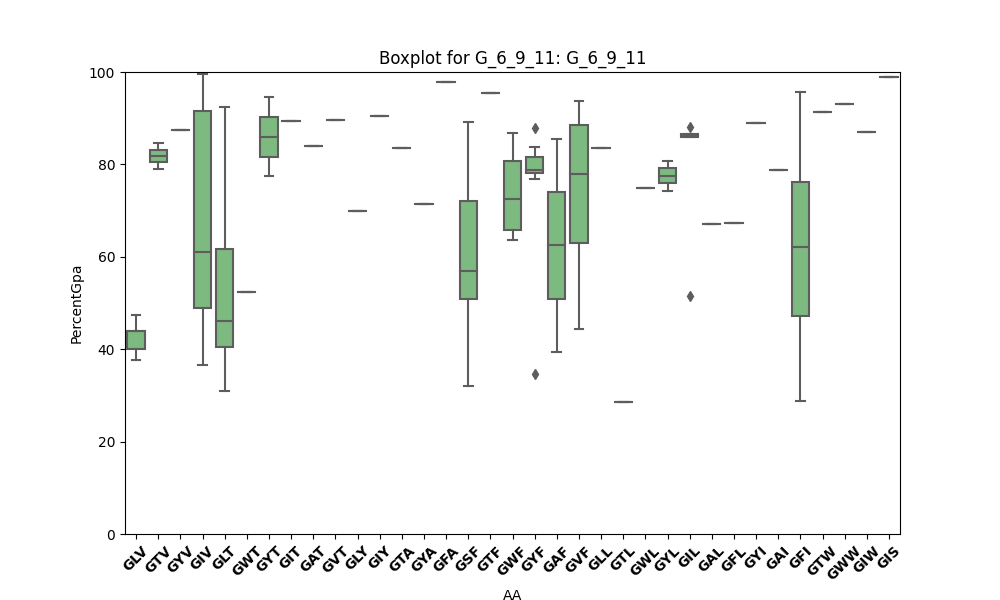 Boxplot for G_6_9_11: G_6_9_11
PercentGpa
100
80
60
40
20
0
GLV GTV GYV GIV GLT GWT GYT GIT GAT GVT GLY GIY GTA GYA GFA GSF GTF GWF GYF GAF GVF GLL GTL GWL GYL GIL GAL GFL GYI GAI GFI GTW GWW GIW GIS
AA